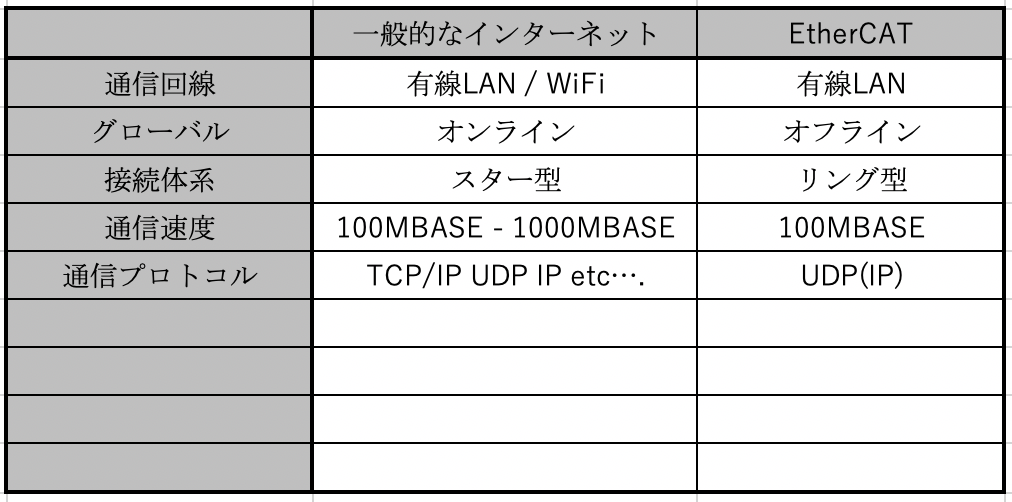 一般的なインターネット EtherCAT
通信回線 有線LAN / WiFi 有線LAN
グローバル オンライン オフライン
接続体系 スター型 リング型
通信速度 100MBASE - 1000MBASE 100MBASE
通信プロトコル TCP/IP UDP IP etc…. UDP(IP)